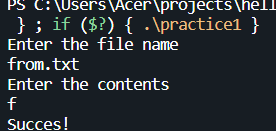 PS C:\Users\Acer\projects\hell
} ; if ($?) { .\practice1 }
Enter the file name
from.txt
Enter the contents
f
Succes!